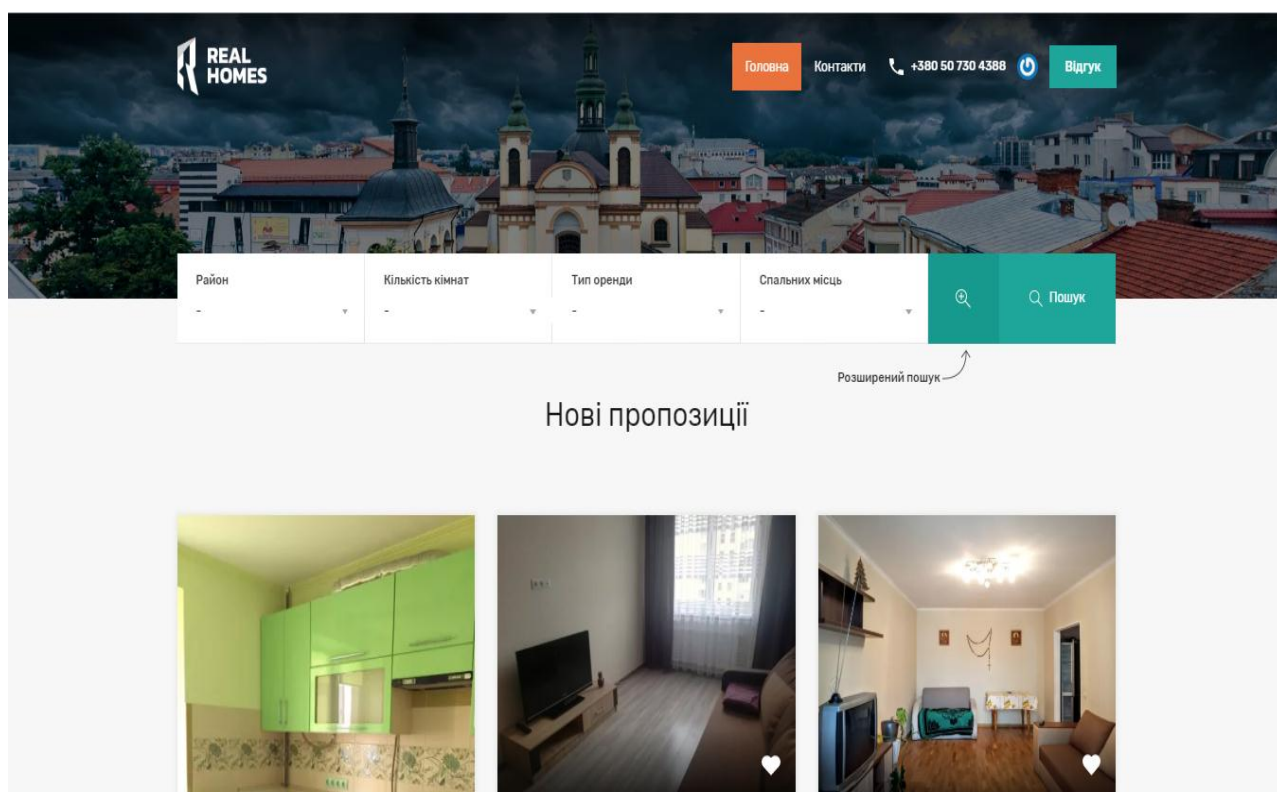 REAL
HOMES
Головна
Контакти
+380 50 730 4388
Відгук
Район
-
Кількість кімнат
-
Тип оренди
-
Спальних місць
-
Пошук
Розширений пошук
Нові пропозиції